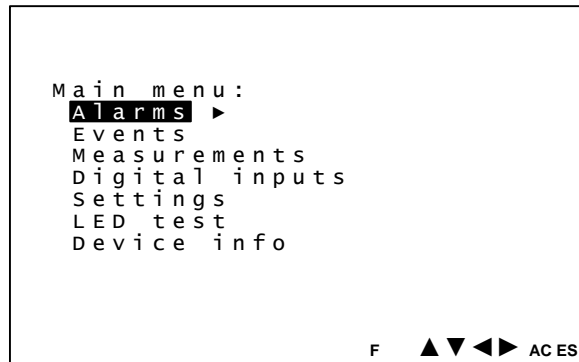 Main menu:
Alarms ►
Events
Measurements
Digital inputs
Settings
LED test
Device info
F ▲▼◄► AC ES